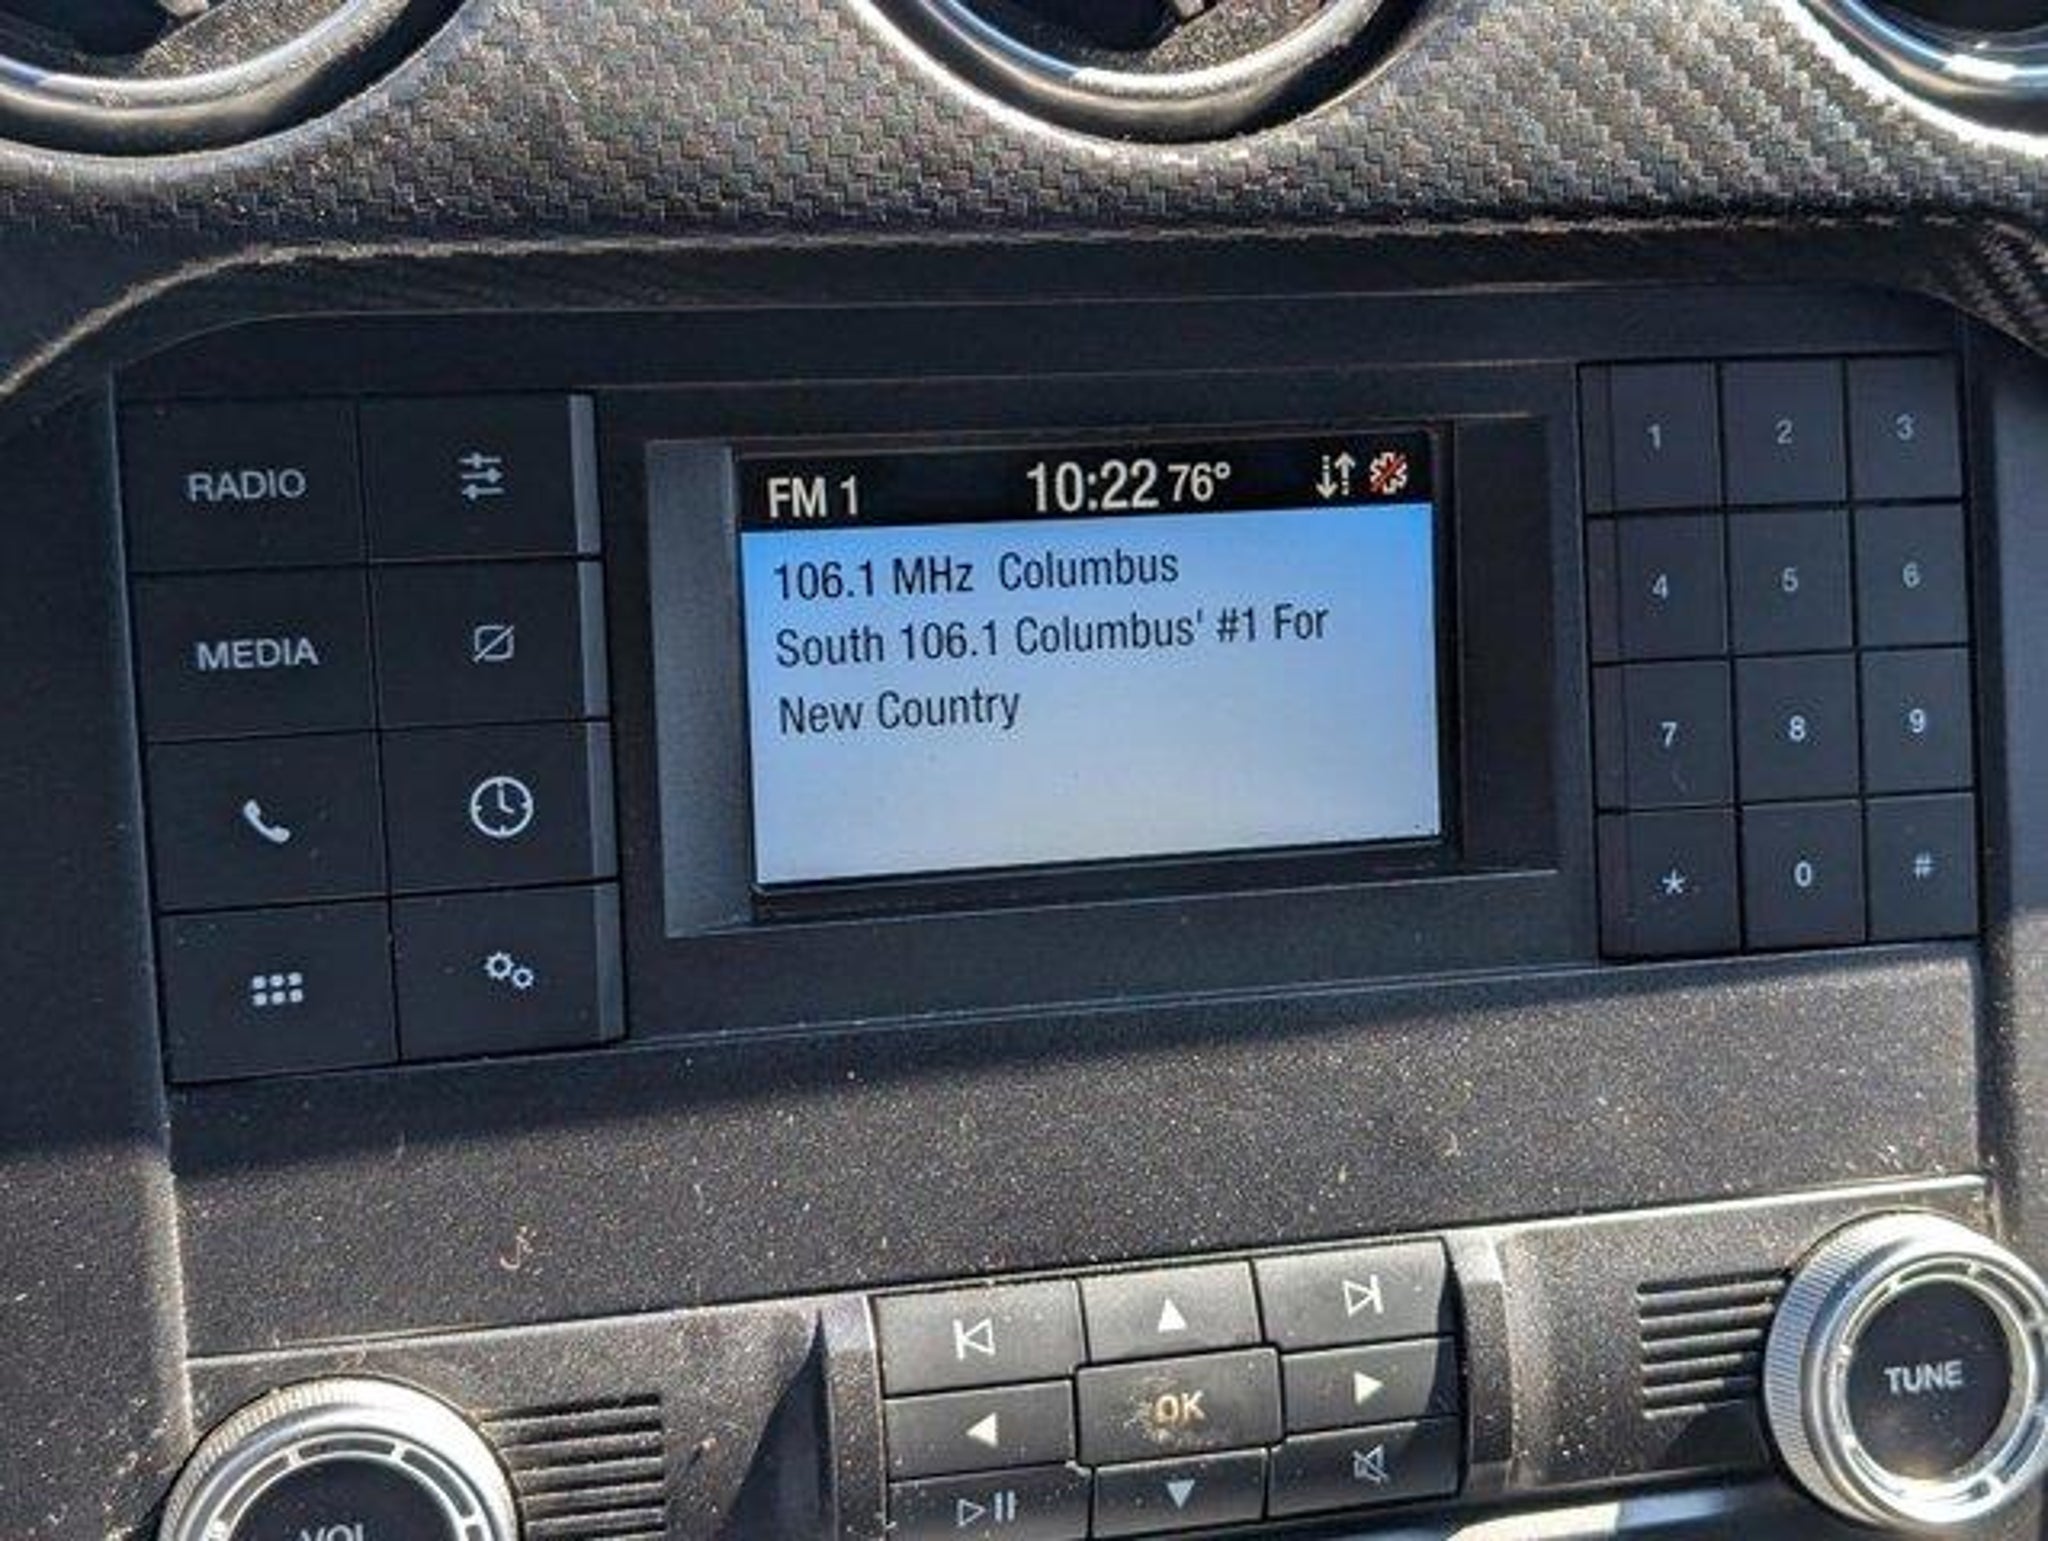 FM 1 10:22 76°
106.1 MHz Columbus
South 106.1 Columbus' #1 For
New Country
RADIO
MEDIA
1 2 3
4 5 6
7 8 9
* 0 #
OK
TUNE
VOL